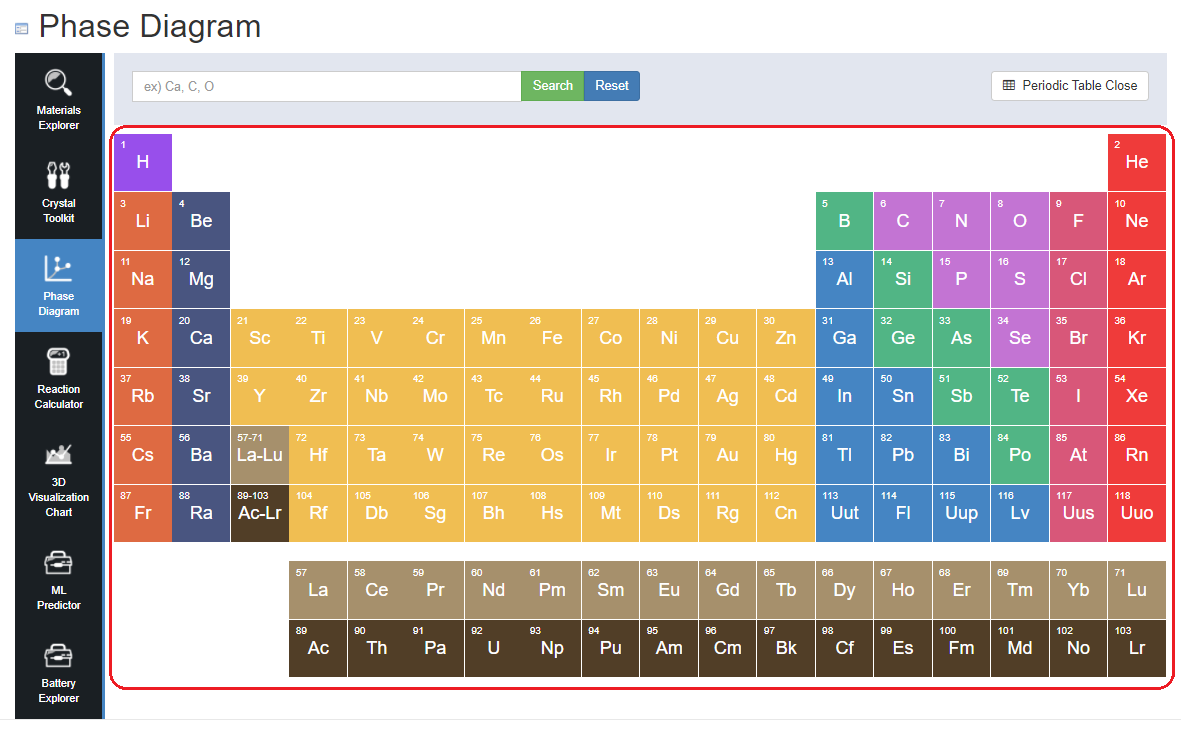 Phase Diagram
Materials
Explorer
Crystal
Toolkit
Phase
Diagram
Reaction
Calculator
3D
Visualization
Chart
ML
Predictor
Battery
Explorer
ex) Ca, C, O Search Reset Periodic Table Close
1 2
H He
3 4 5 6 7 8 9 10
Li Be B C N O F Ne
11 12 13 14 15 16 17 18
Na Mg Al Si P S Cl Ar
19 20 21 22 23 24 25 26 27 28 29 30 31 32 33 34 35 36
K Ca Sc Ti V Cr Mn Fe Co Ni Cu Zn Ga Ge As Se Br Kr
37 38 39 40 41 42 43 44 45 46 47 48 49 50 51 52 53 54
Rb Sr Y Zr Nb Mo Tc Ru Rh Pd Ag Cd In Sn Sb Te I Xe
55 56 57-71 72 73 74 75 76 77 78 79 80 81 82 83 84 85 86
Cs Ba La-Lu Hf Ta W Re Os Ir Pt Au Hg Tl Pb Bi Po At Rn
87 88 89-103 104 105 106 107 108 109 110 111 112 113 114 115 116 117 118
Fr Ra Ac-Lr Rf Db Sg Bh Hs Mt Ds Rg Cn Uut Fl Uup Lv Uus Uuo
57 58 59 60 61 62 63 64 65 66 67 68 69 70 71
La Ce Pr Nd Pm Sm Eu Gd Tb Dy Ho Er Tm Yb Lu
89 90 91 92 93 94 95 96 97 98 99 100 101 102 103
Ac Th Pa U Np Pu Am Cm Bk Cf Es Fm Md No Lr